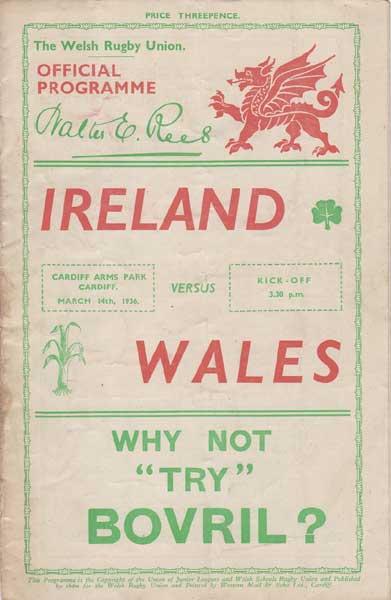 PRICE THREEPENCE.
The Welsh Rugby Union.
OFFICIAL
PROGRAMME
Walter E. Rees
IRELAND
CARDIFF ARMS PARK
CARDIFF.
MARCH 14th, 1936.
VERSUS
KICK-OFF
3.30 p.m.
WALES
WHY NOT
"TRY"
BOVRIL?
This Programme is the Copyright of the Union of Junior Leagues and Welsh Schools Rugby Union and Published
by them for the Welsh Rugby Union and Printed by Western Mail & Echo Ltd., Cardiff.